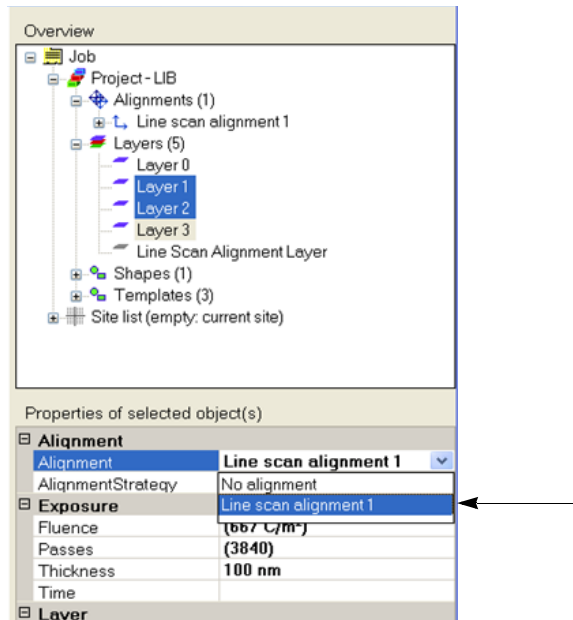 Overview
Job
Project - LIB
Alignments (1)
Line scan alignment 1
Layers (5)
Layer 0
Layer 1
Layer 2
Layer 3
Line Scan Alignment Layer
Shapes (1)
Templates (3)
Site list (empty: current site)
Properties of selected object(s)
Alignment
Alignment Line scan alignment 1
AlignmentStrategy No alignment
Exposure Line scan alignment 1
Fluence (667 C/m²)
Passes (3840)
Thickness 100 nm
Time
Layer